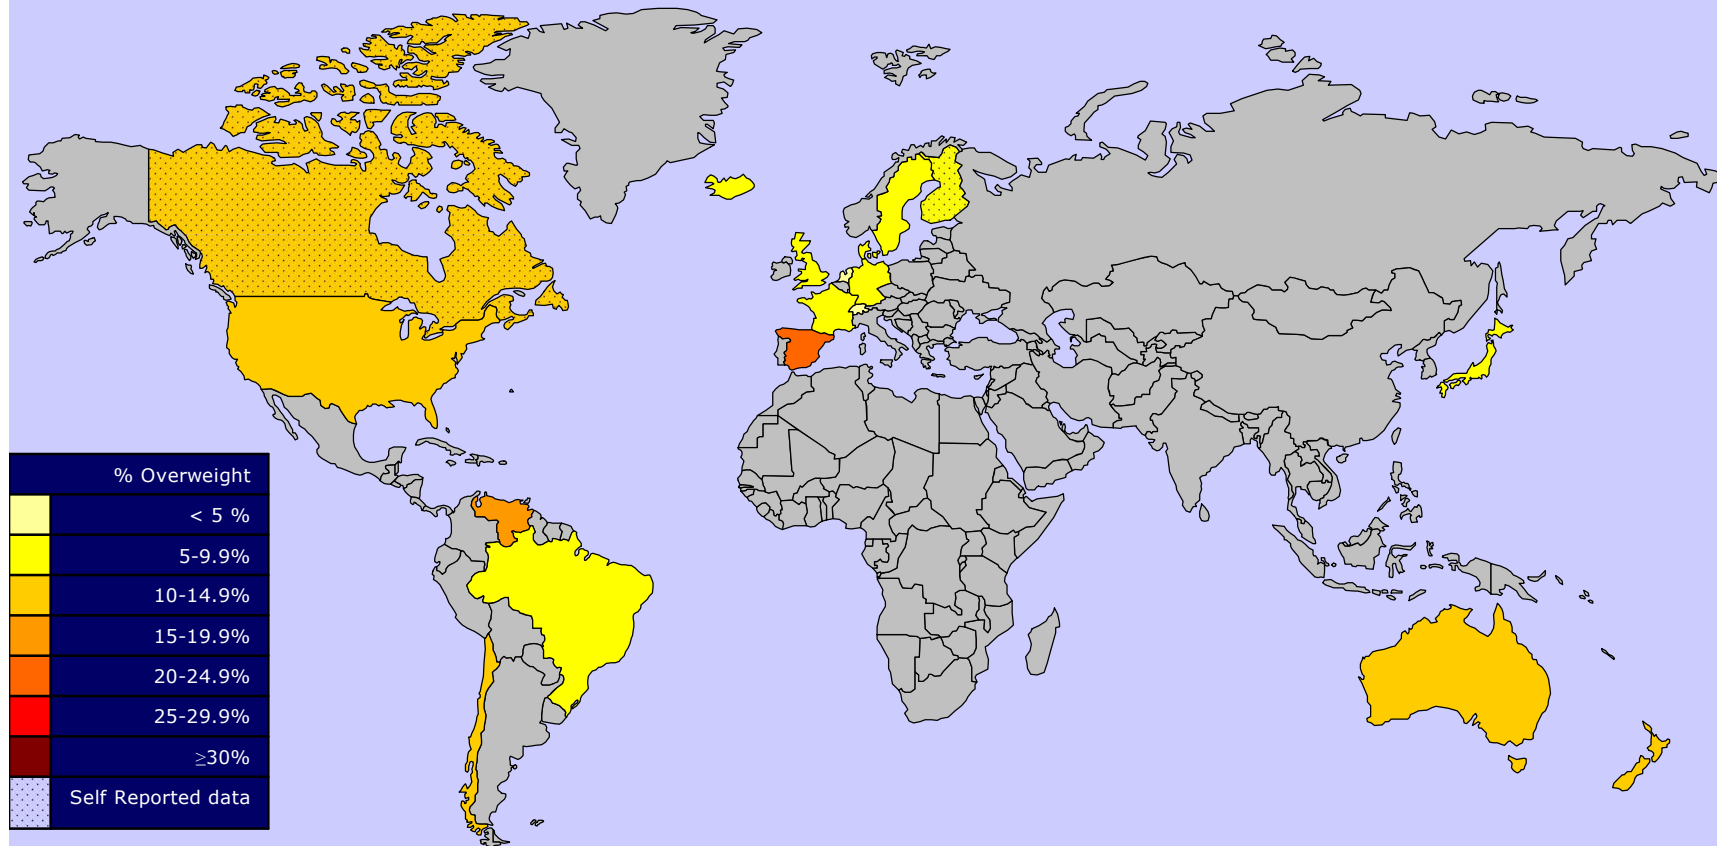 % Overweight
< 5 %
5-9.9%
10-14.9%
15-19.9%
20-24.9%
25-29.9%
≥30%
Self Reported data